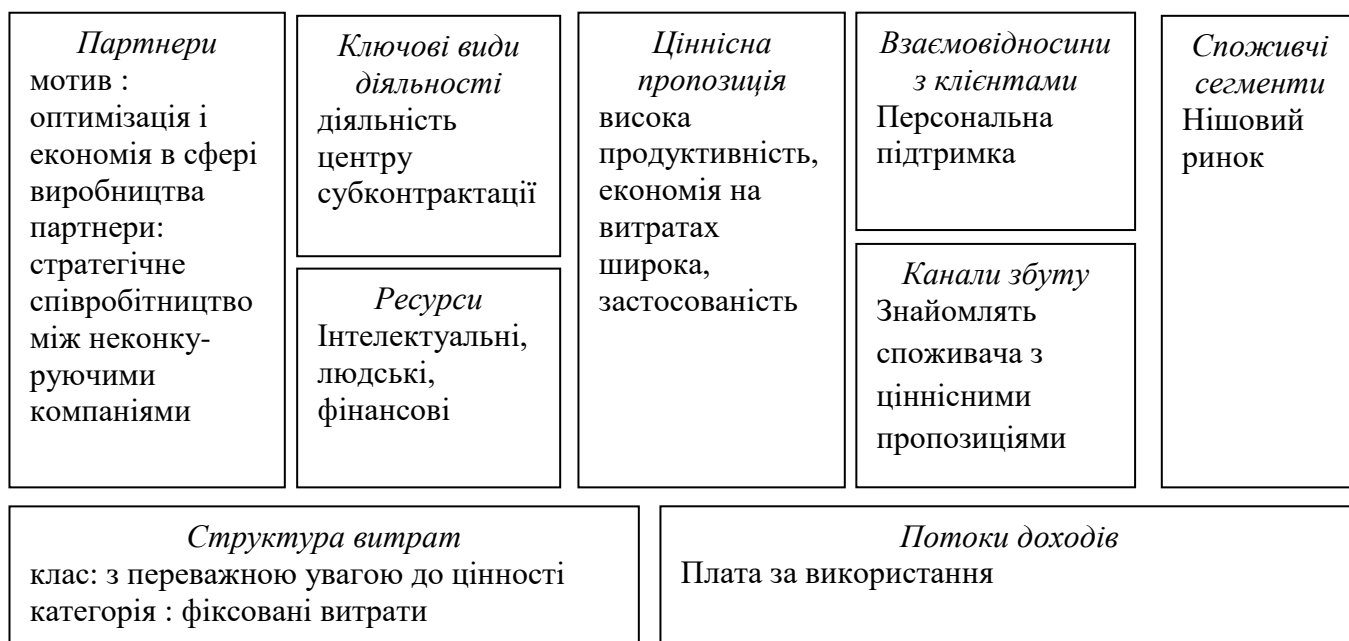 Партнери
мотив :
оптимізація і
економія в сфері
виробництва
партнери:
стратегічне
співробітництво
між неконку-
руючими
компаніями
Ключові види
діяльності
діяльність
центру
субконтрактації
Ресурси
Інтелектуальні,
людські,
фінансові
Ціннісна
пропозиція
висока
продуктивність,
економія на
витратах
широка,
застосованість
Взаємовідносини
з клієнтами
Персональна
підтримка
Канали збуту
Знайомлять
споживача з
ціннісними
пропозиціями
Споживчі
сегменти
Нішовий
ринок
Структура витрат
клас: з переважною увагою до цінності
категорія : фіксовані витрати
Потоки доходів
Плата за використання